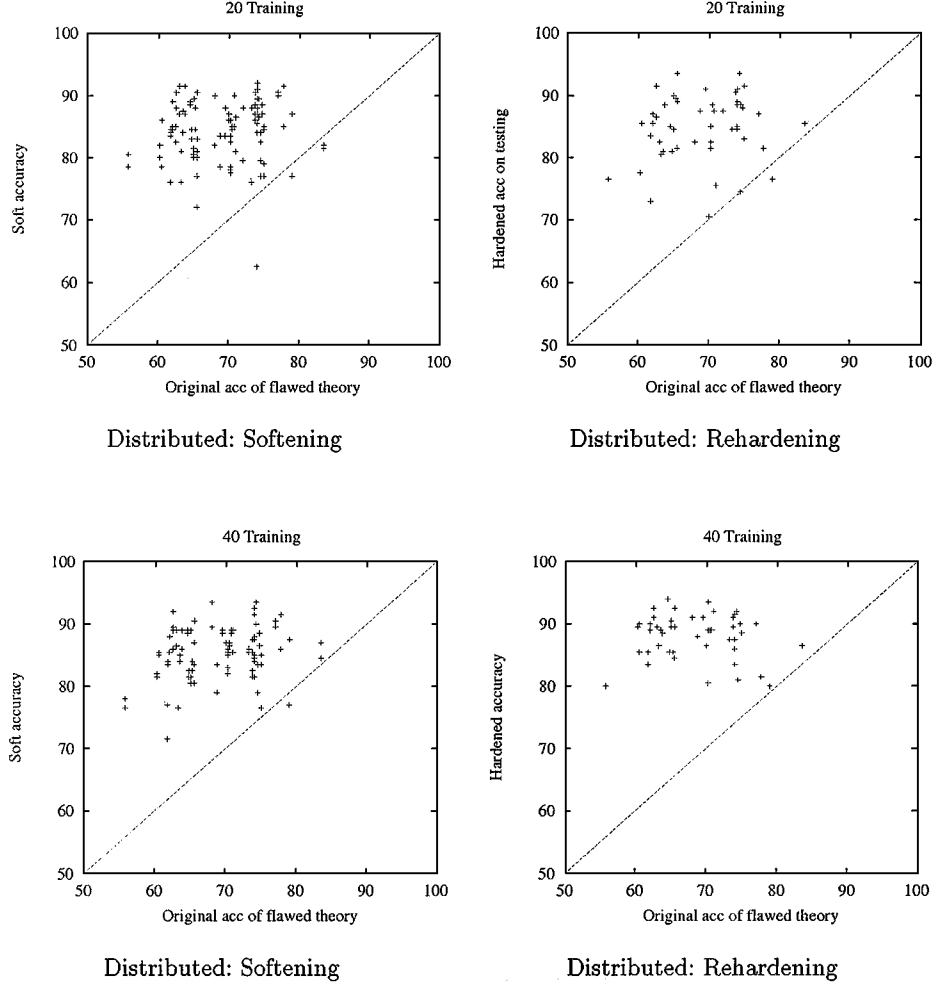 20 Training
100
90
80
70
60
50
50 60 70 80 90 100
Soft accuracy
Original acc of flawed theory
Distributed: Softening
20 Training
100
90
80
70
60
50
50 60 70 80 90 100
Hardened acc on testing
Original acc of flawed theory
Distributed: Rehardening
40 Training
100
90
80
70
60
50
50 60 70 80 90 100
Soft accuracy
Original acc of flawed theory
Distributed: Softening
40 Training
100
90
80
70
60
50
50 60 70 80 90 100
Hardened accuracy
Original acc of flawed theory
Distributed: Rehardening